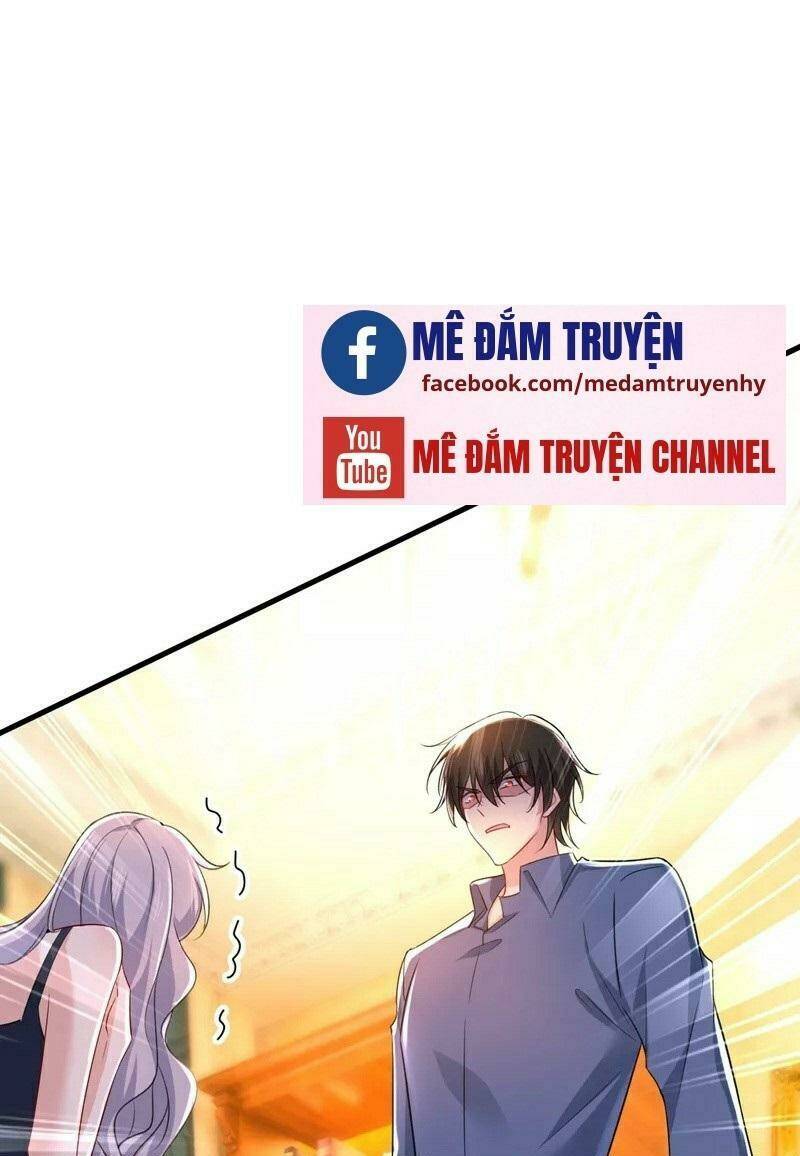 MÊ ĐẮM TRUYỆN
facebook.com/medamtruyenhy
You
Tube
MÊ ĐẮM TRUYỆN CHANNEL